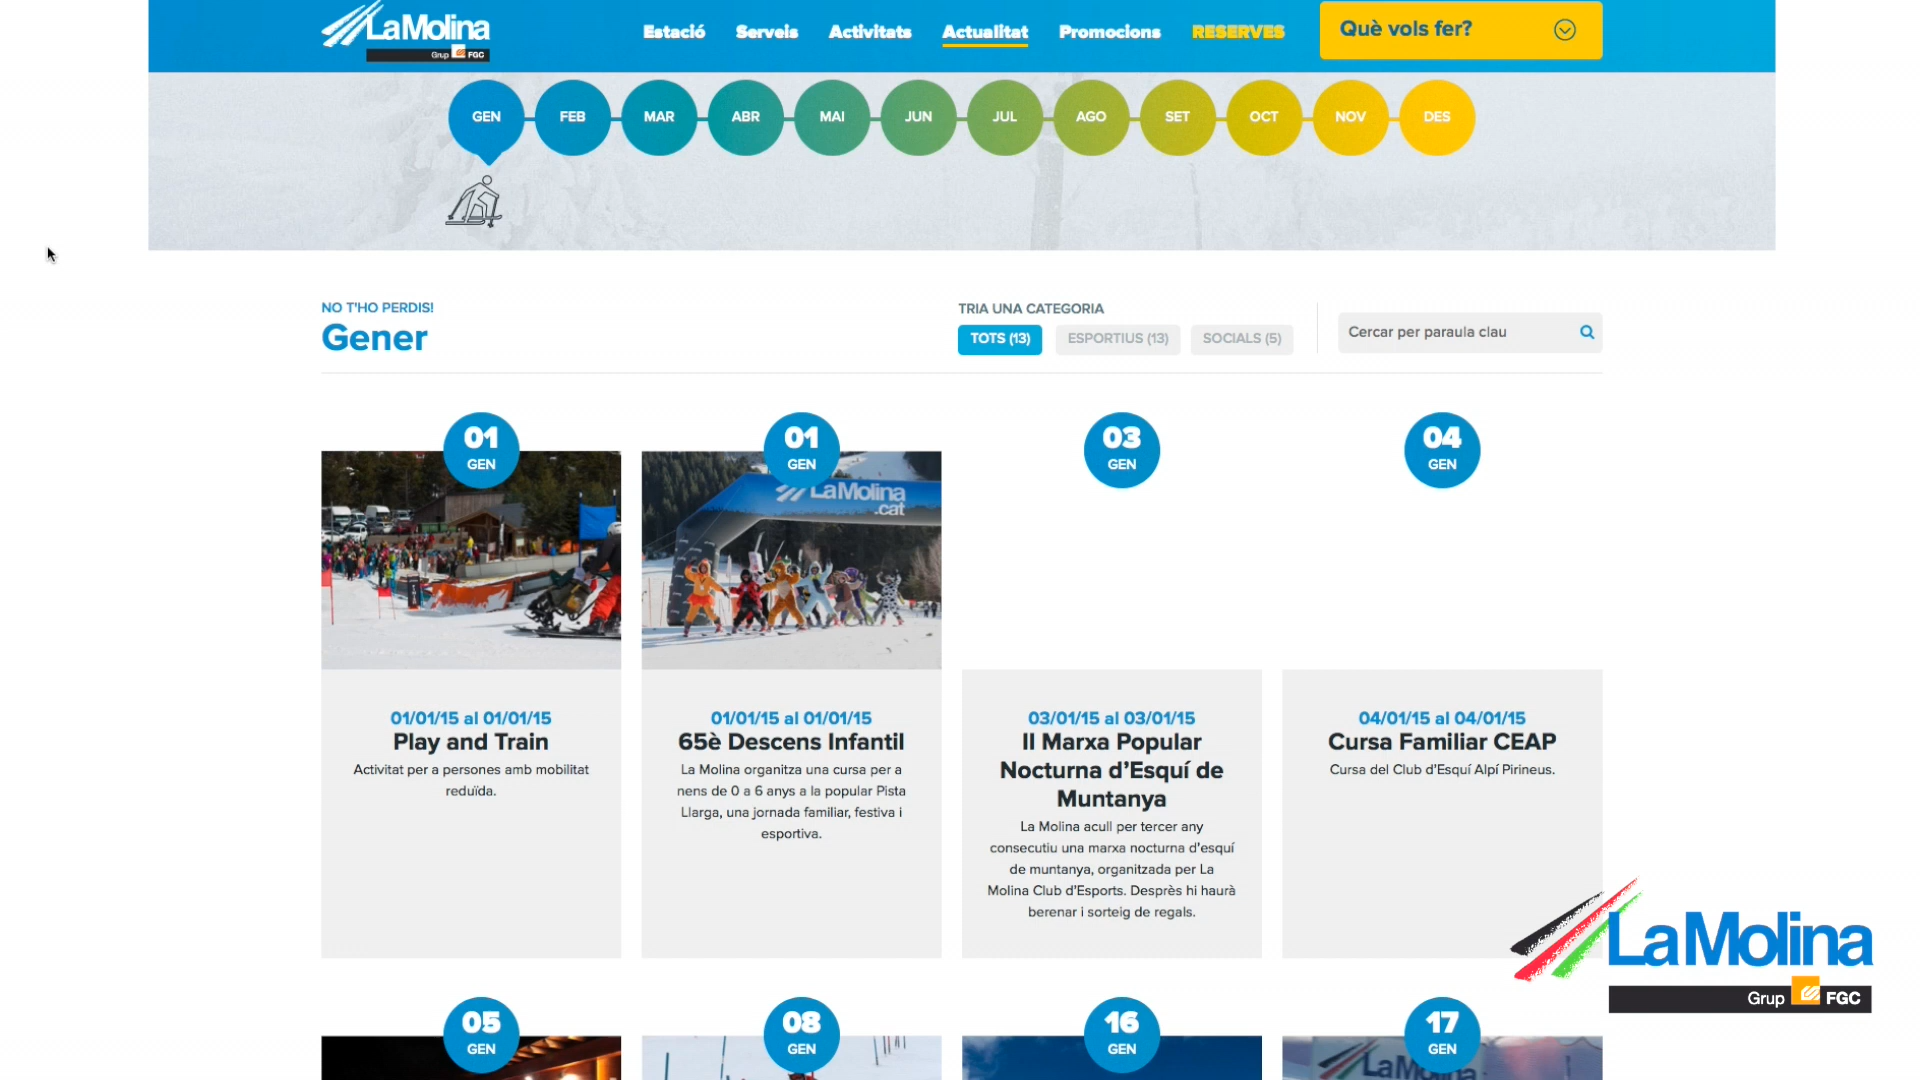 LaMolina
Grup FGC
Estació
Serveis
Activitats
Actualitat
Promocions
RESERVES
Què vols fer?
GEN
FEB
MAR
ABR
MAI
JUN
JUL
AGO
SET
OCT
NOV
DES
NO T'HO PERDIS!
Gener
TRIA UNA CATEGORIA
TOTS (13)
ESPORTIUS (13)
SOCIALS (5)
Cercar per paraula clau
01
GEN
01/01/15 al 01/01/15
Play and Train
Activitat per a persones amb mobilitat
reduïda.
01
GEN
LaMolina
.cat
01/01/15 al 01/01/15
65è Descens Infantil
La Molina organitza una cursa per a
nens de 0 a 6 anys a la popular Pista
Llarga, una jornada familiar, festiva i
esportiva.
03
GEN
03/01/15 al 03/01/15
II Marxa Popular
Nocturna d'Esquí de
Muntanya
La Molina acull per tercer any
consecutiu una marxa nocturna d'esquí
de muntanya, organitzada per La
Molina Club d'Esports. Desprès hi haurà
berenar i sorteig de regals.
04
GEN
04/01/15 al 04/01/15
Cursa Familiar CEAP
Cursa del Club d'Esquí Alpí Pirineus.
05
GEN
08
GEN
16
GEN
17
GEN
LaMolina
LaMolina
Grup FGC